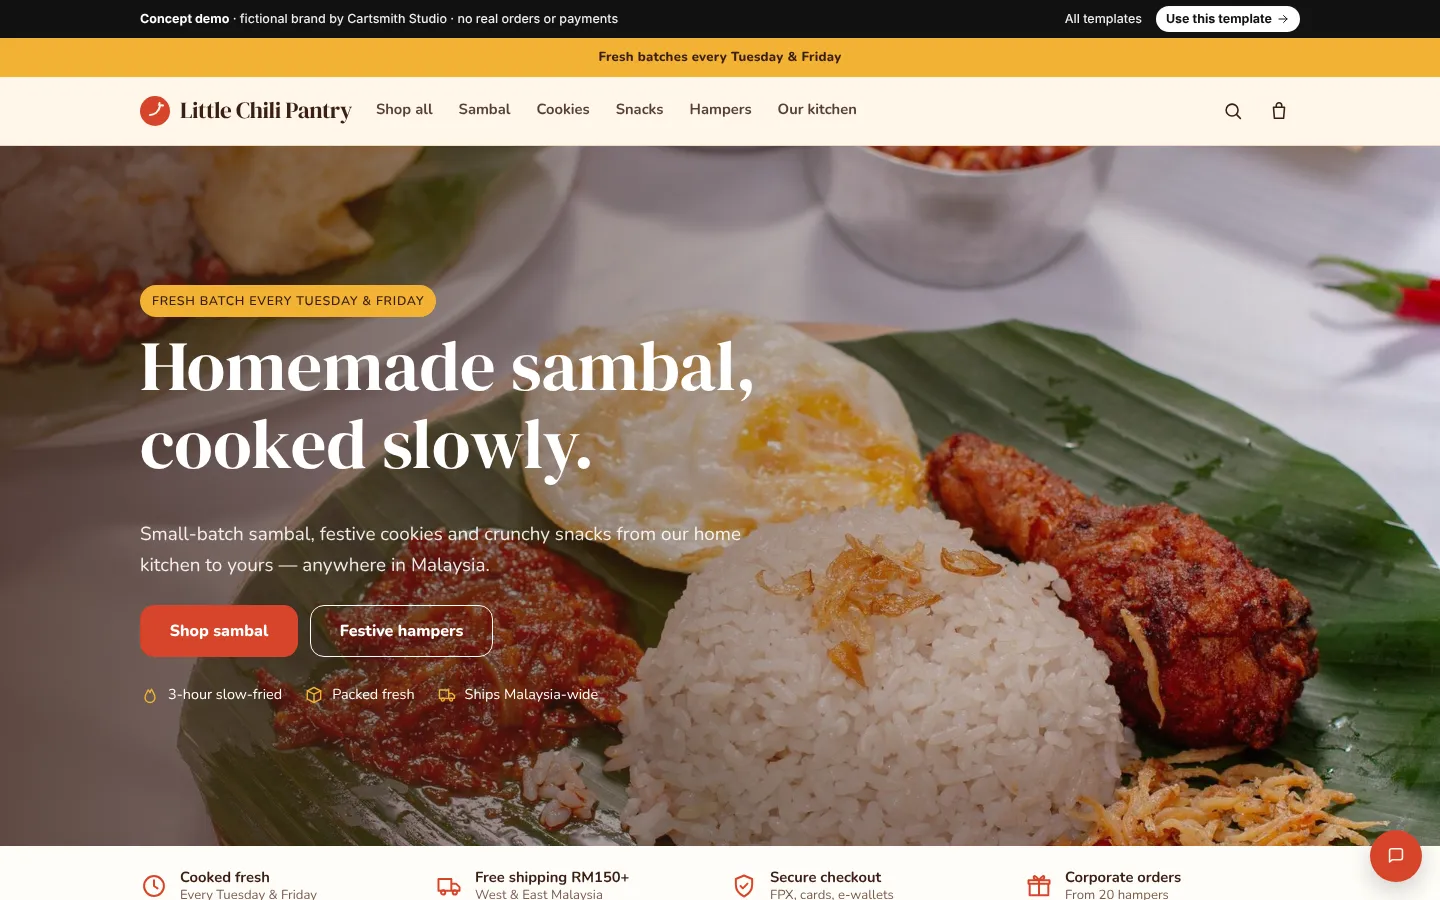 Concept demo · fictional brand by Cartsmith Studio · no real orders or payments
All templates
Use this template →
Fresh batches every Tuesday & Friday
Little Chili Pantry
Shop all
Sambal
Cookies
Snacks
Hampers
Our kitchen
FRESH BATCH EVERY TUESDAY & FRIDAY
Homemade sambal,
cooked slowly.
Small-batch sambal, festive cookies and crunchy snacks from our home
kitchen to yours — anywhere in Malaysia.
Shop sambal
Festive hampers
3-hour slow-fried
Packed fresh
Ships Malaysia-wide
Cooked fresh
Every Tuesday & Friday
Free shipping RM150+
West & East Malaysia
Secure checkout
FPX, cards, e-wallets
Corporate orders
From 20 hampers